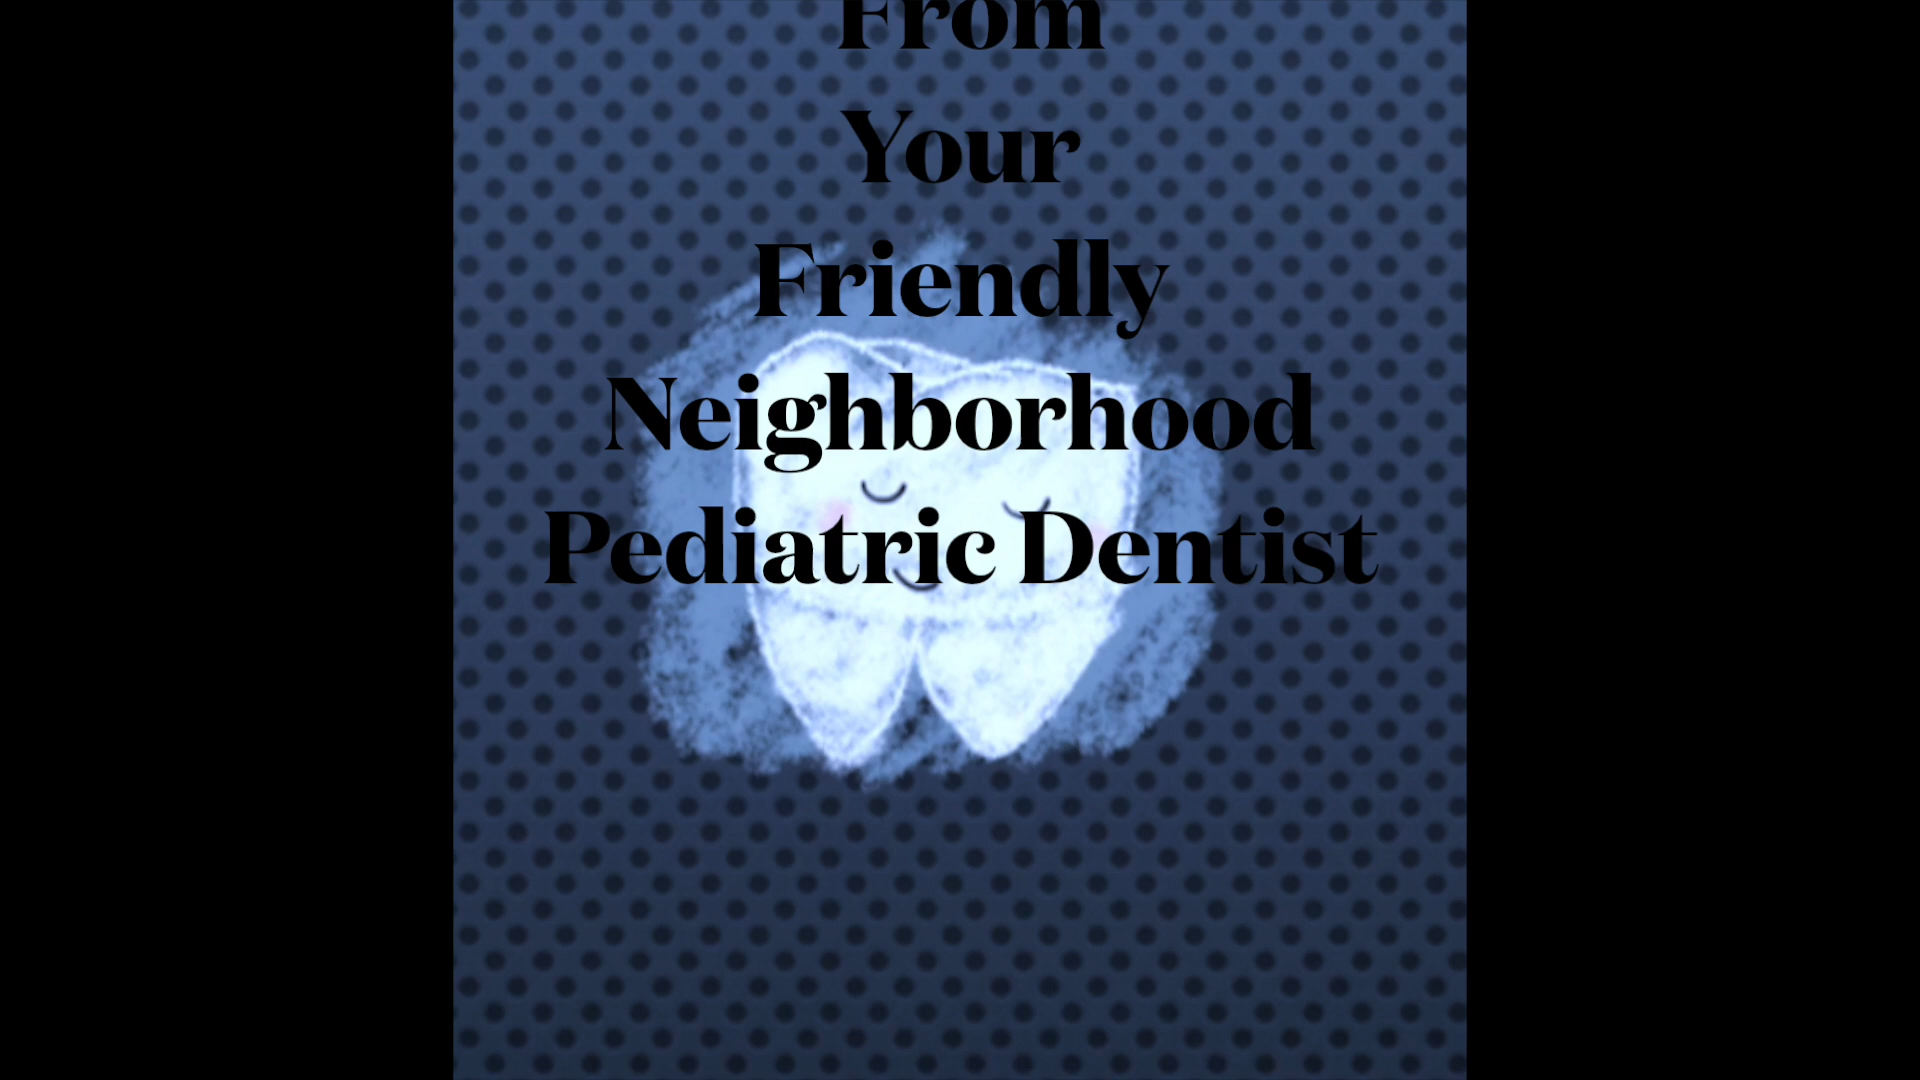 From
Your
Friendly
Neighborhood
Pediatric Dentist